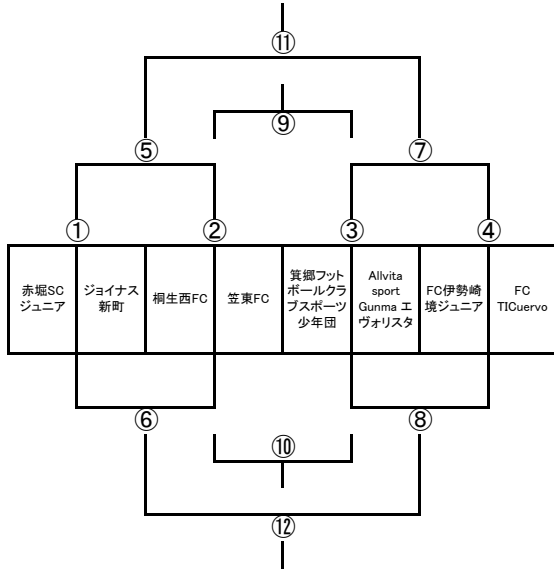 ⑪
⑨
⑤
⑦
①
②
③
④
赤堀SC
ジュニア
ジョイナス
新町
桐生西FC
笠東FC
箕郷フット
ボールクラ
ブスポーツ
少年団
Allvita
sport
Gunma エ
ヴォリスタ
FC伊勢崎
境ジュニア
FC
TICuervo
⑥
⑧
⑩
⑫